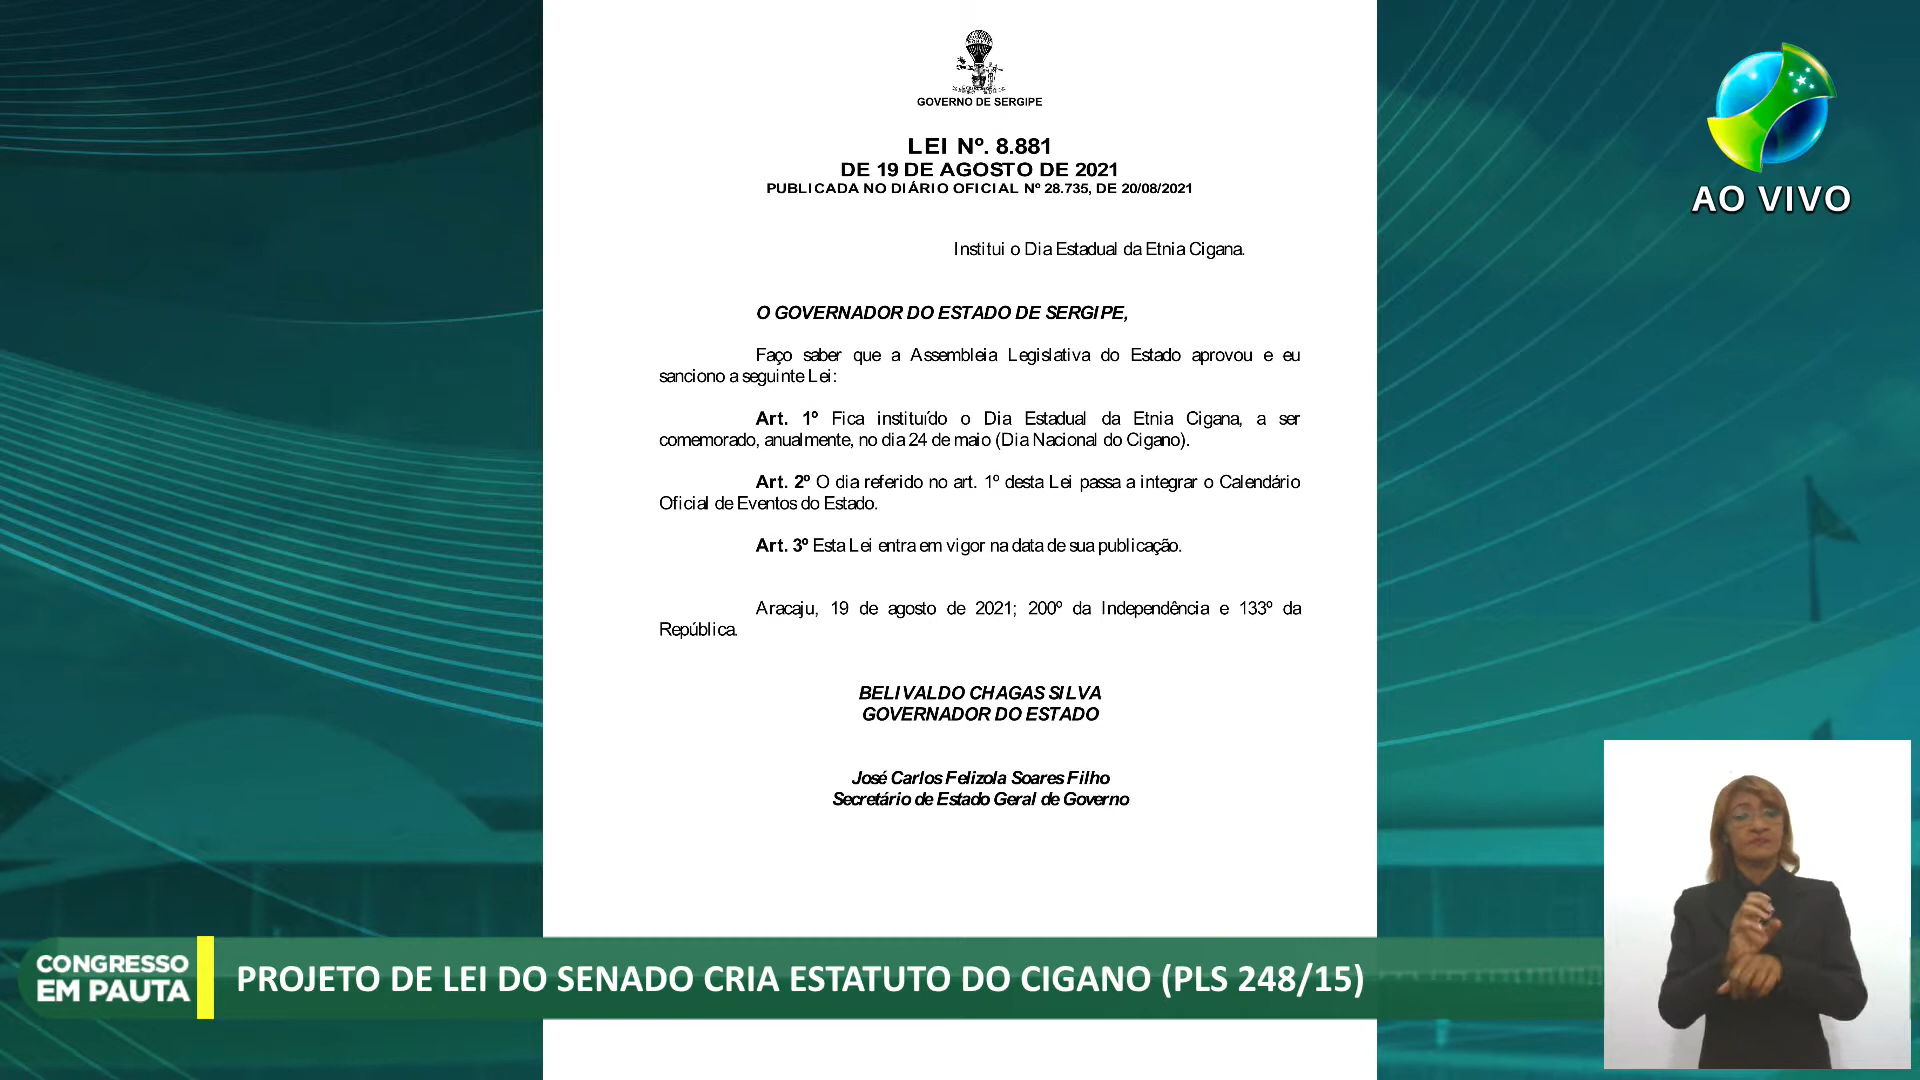 GOVERNO DE SERGIPE
LEI Nº. 8.881
DE 19 DE AGOSTO DE 2021
PUBLICADA NO DIÁRIO OFICIAL Nº 28.735, DE 20/08/2021
Institui o Dia Estadual da Etnia Cigana.
O GOVERNADOR DO ESTADO DE SERGIPE,
Faço saber que a Assembleia Legislativa do Estado aprovou e eu
sanciono a seguinte Lei:
Art. 1º Fica instituído o Dia Estadual da Etnia Cigana, a ser
comemorado, anualmente, no dia 24 de maio (Dia Nacional do Cigano).
Art. 2º O dia referido no art. 1º desta Lei passa a integrar o Calendário
Oficial de Eventos do Estado.
Art. 3º Esta Lei entra em vigor na data de sua publicação.
Aracaju, 19 de agosto de 2021; 200º da Independência e 133º da
República.
BELIVALDO CHAGAS SILVA
GOVERNADOR DO ESTADO
José Carlos Felizola Soares Filho
Secretário de Estado Geral de Governo
AO VIVO
CONGRESSO
EM PAUTA
PROJETO DE LEI DO SENADO CRIA ESTATUTO DO CIGANO (PLS 248/15)